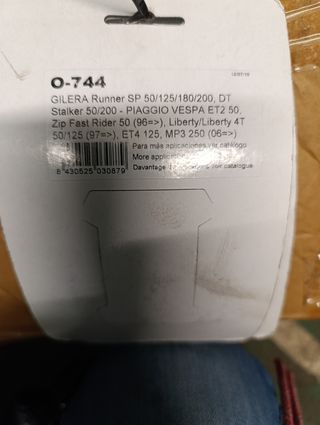 O-744
GILERA Runner SP 50/125/180/200, DT
Stalker 50/200 - PIAGGIO VESPA ET2 50,
Zip Fast Rider 50 (96=>), Liberty/Liberty 4T
50/125 (97=>), ET4 125, MP3 250 (06=>)
Para más aplicaciones ver catálogo
More
Davantage catalogue
8 430525 030879